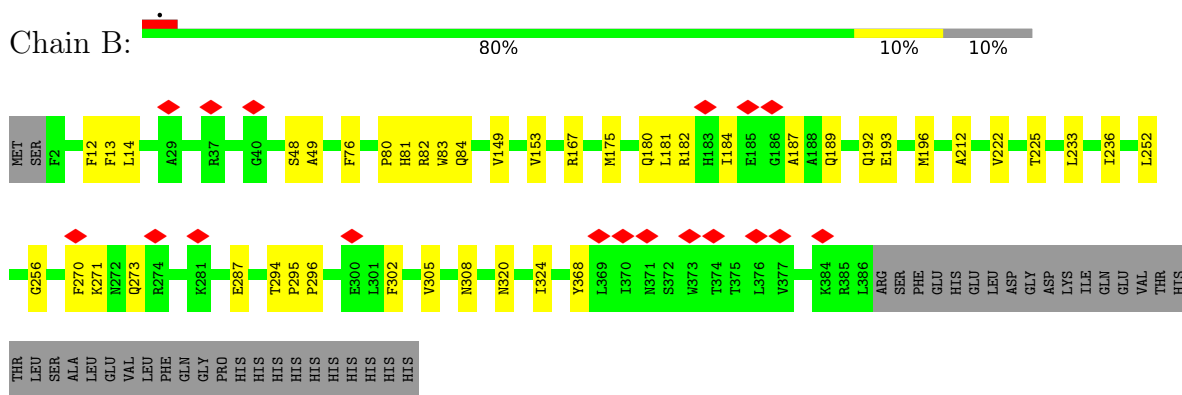 Chain B:
80% 10% 10%
MET SER F2 F12 F13 L14 A29 R37 G40 S48 A49 F76 P80 H81 R82 W83 Q84 V149 V153 R167 M175 Q180 L181 R182 H183 I184 E185 G186 A187 A188 Q189 Q192 E193 M196 A212 V222 T225 L233 I236 L252
G256 F270 K271 N272 Q273 R274 K281 E287 T294 P295 P296 E300 L301 F302 V305 N308 N320 I324 Y368 L369 I370 N371 S372 W373 T374 T375 L376 V377 K384 R385 L386 ARG SER PHE GLU HIS GLU LEU ASP GLY ASP LYS ILE GLN GLU VAL THR HIS
THR LEU SER ALA LEU GLU VAL LEU PHE GLN GLY PRO HIS HIS HIS HIS HIS HIS HIS HIS HIS HIS